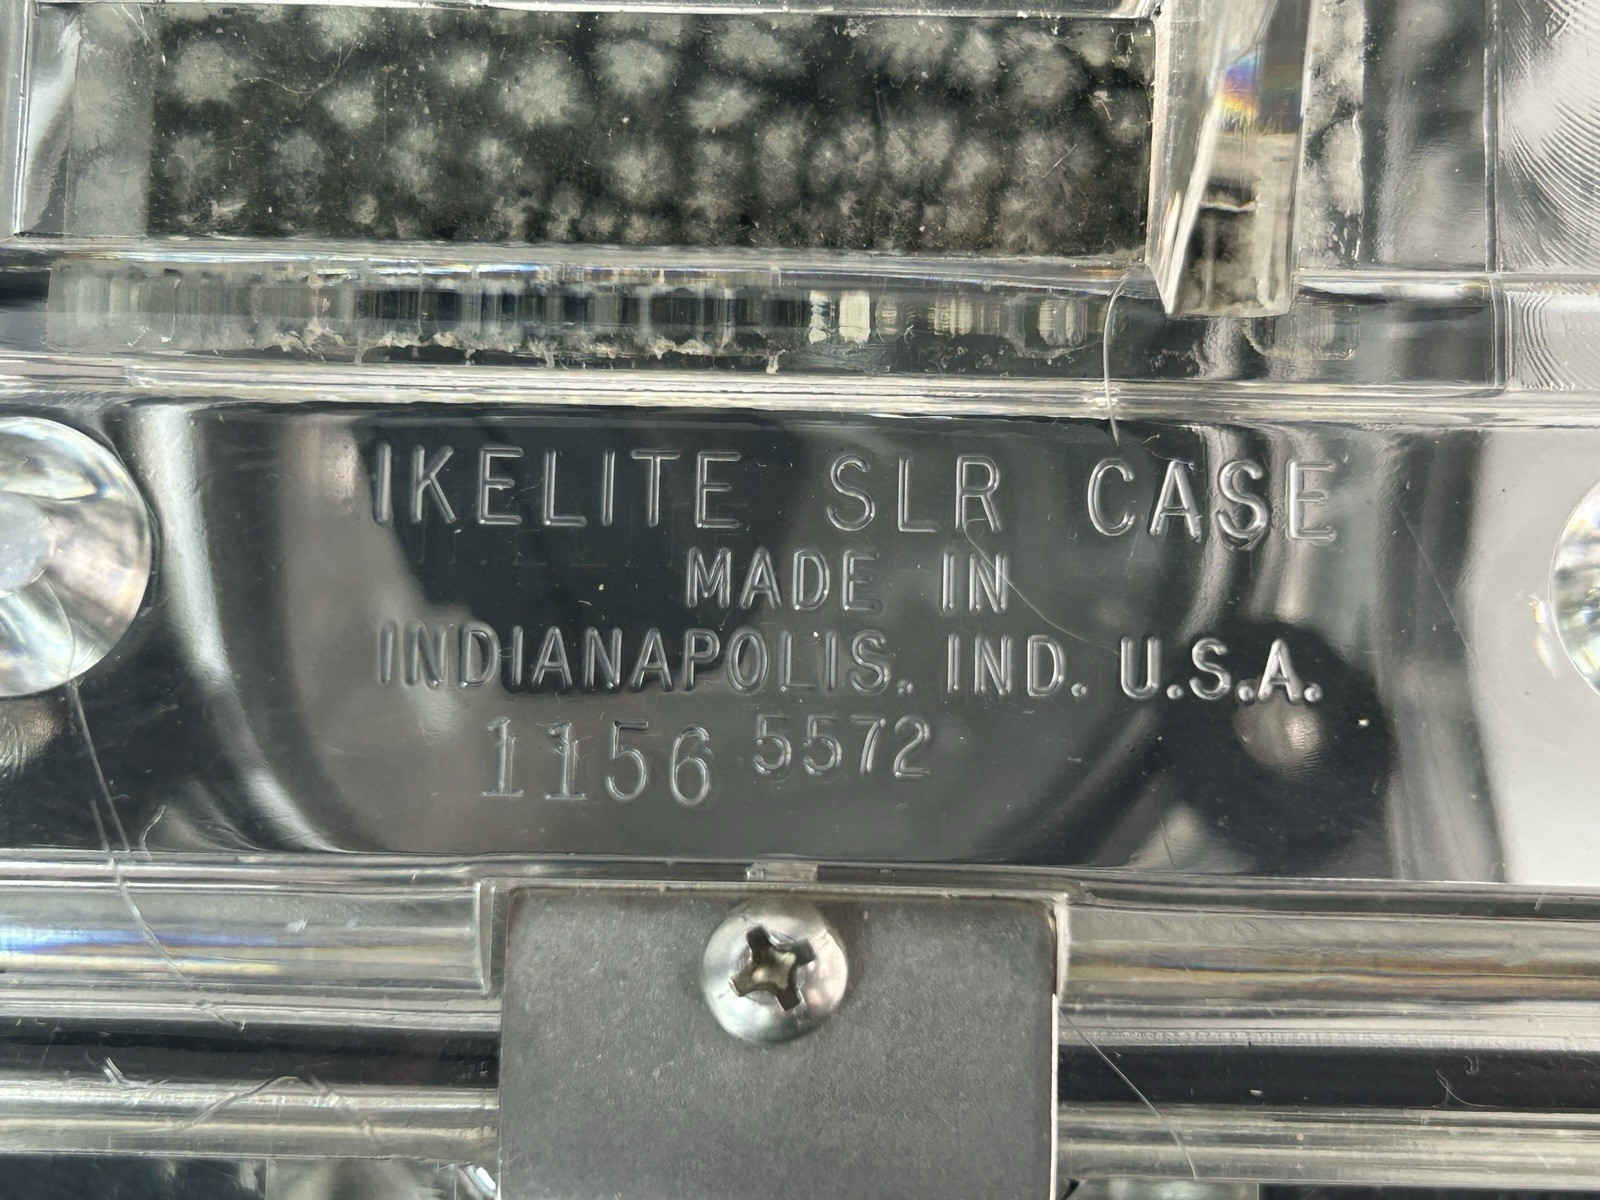 IKELITE SLR CASE
MADE IN
INDIANAPOLIS, IND. U.S.A.
1156 5572